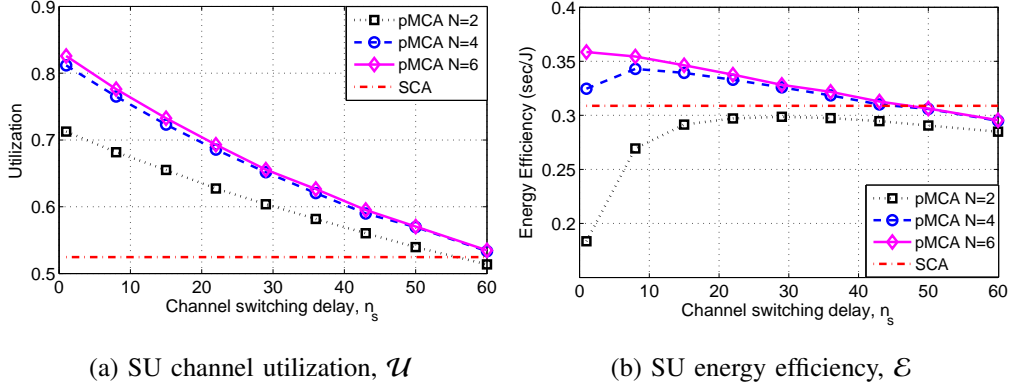 0.9
0.8
0.7
0.6
0.5
Utilization
0 10 20 30 40 50 60
Channel switching delay, n_s
pMCA N=2
pMCA N=4
pMCA N=6
SCA
(a) SU channel utilization, 𝒰
0.4
0.35
0.3
0.25
0.2
Energy Efficiency (sec/J)
0 10 20 30 40 50 60
Channel switching delay, n_s
pMCA N=2
pMCA N=4
pMCA N=6
SCA
(b) SU energy efficiency, ℰ